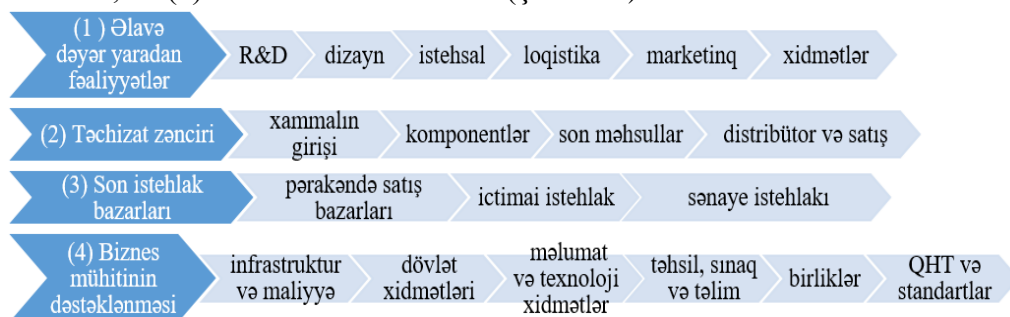 (1 ) Əlavə
dəyər yaradan
fəaliyyətlər
R&D
dizayn
istehsal
loqistika
marketinq
xidmətlər
(2) Təchizat zənciri
xammalın
girişi
komponentlər
son məhsullar
distribütor və satış
(3) Son istehlak
bazarları
pərakəndə satış
bazarları
ictimai istehlak
sənaye istehlakı
(4) Biznes
mühitinin
dəstəklənməsi
infrastruktur
və maliyyə
dövlət
xidmətləri
məlumat
və texnoloji
xidmətlər
təhsil, sınaq
və təlim
birliklər
QHT və
standartlar